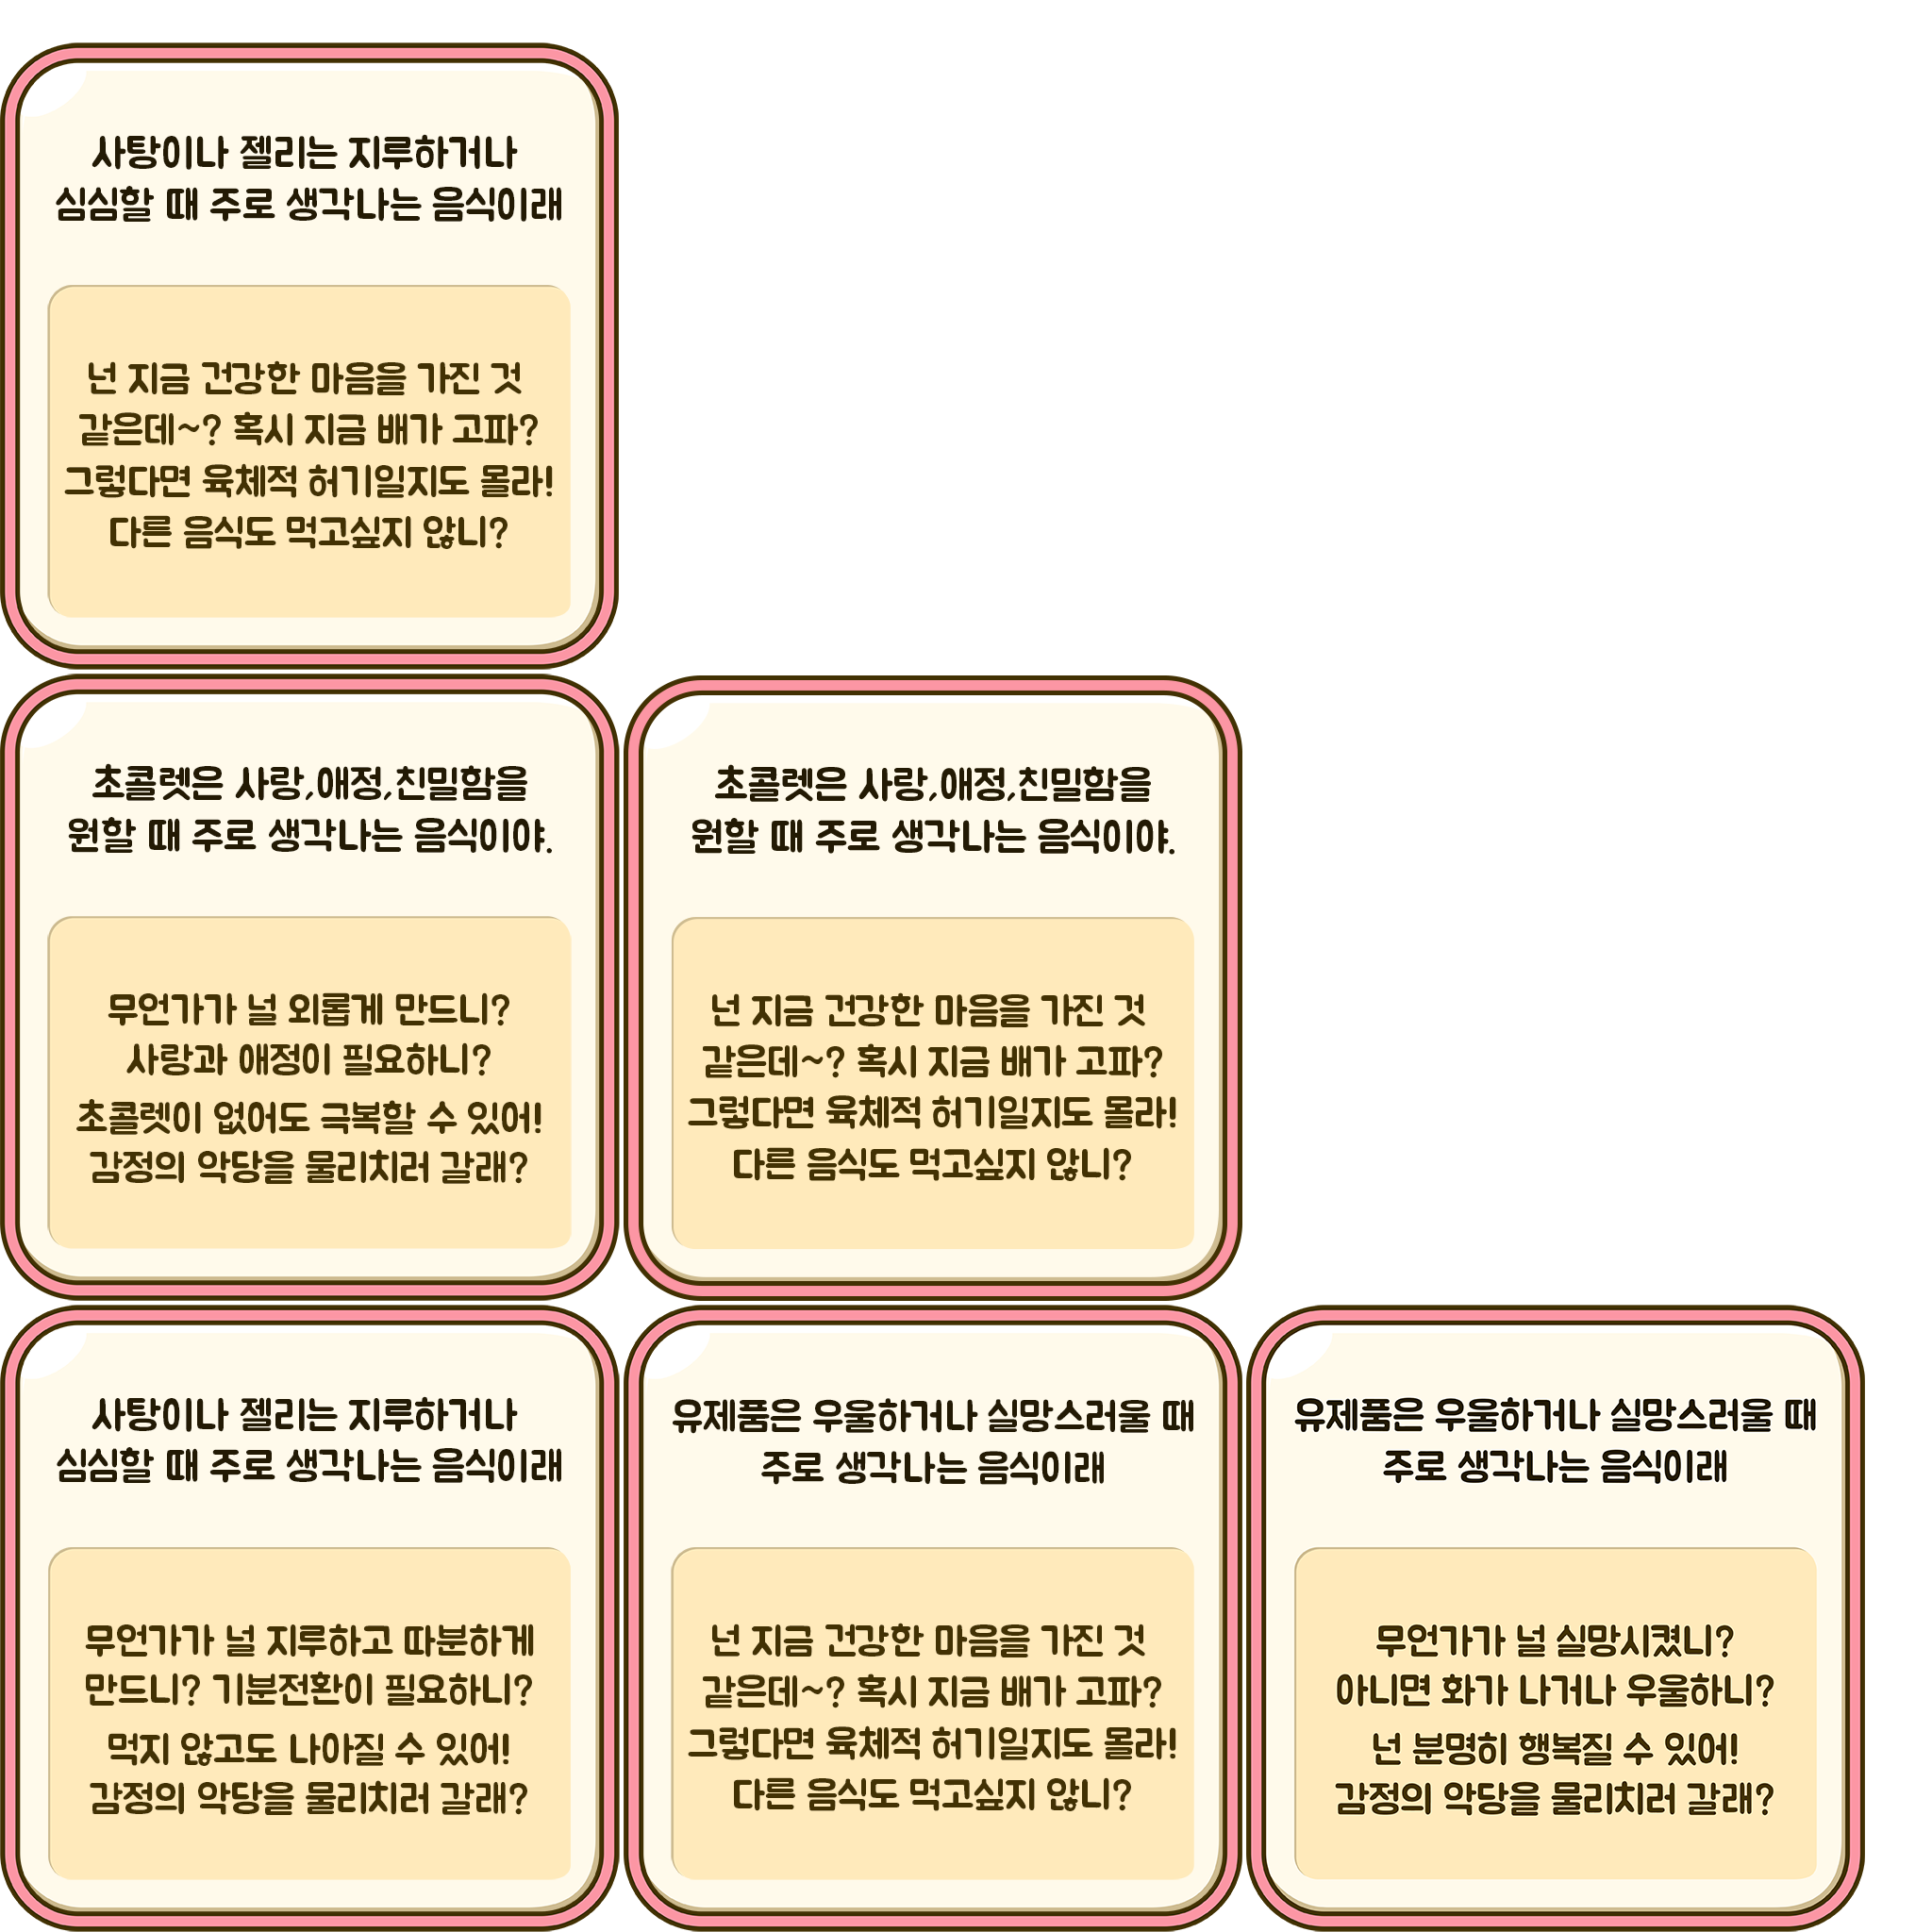 사탕이나 젤리는 지루하거나
심심할 때 주로 생각나는 음식이래
넌 지금 건강한 마음을 가진 것
같은데~? 혹시 지금 배가 고파?
그렇다면 육체적 허기일지도 몰라!
다른 음식도 먹고싶지 않니?
초콜렛은 사랑,애정,친밀함을
원할 때 주로 생각나는 음식이야.
무언가가 널 외롭게 만드니?
사랑과 애정이 필요하니?
초콜렛이 없어도 극복할 수 있어!
감정의 악당을 물리치러 갈래?
초콜렛은 사랑,애정,친밀함을
원할 때 주로 생각나는 음식이야.
넌 지금 건강한 마음을 가진 것
같은데~? 혹시 지금 배가 고파?
그렇다면 육체적 허기일지도 몰라!
다른 음식도 먹고싶지 않니?
사탕이나 젤리는 지루하거나
심심할 때 주로 생각나는 음식이래
무언가가 널 지루하고 따분하게
만드니? 기분전환이 필요하니?
먹지 않고도 나아질 수 있어!
감정의 악당을 물리치러 갈래?
유제품은 우울하거나 실망스러울 때
주로 생각나는 음식이래
넌 지금 건강한 마음을 가진 것
같은데~? 혹시 지금 배가 고파?
그렇다면 육체적 허기일지도 몰라!
다른 음식도 먹고싶지 않니?
유제품은 우울하거나 실망스러울 때
주로 생각나는 음식이래
무언가가 널 실망시켰니?
아니면 화가 나거나 우울하니?
넌 분명히 행복질 수 있어!
감정의 악당을 물리치러 갈래?